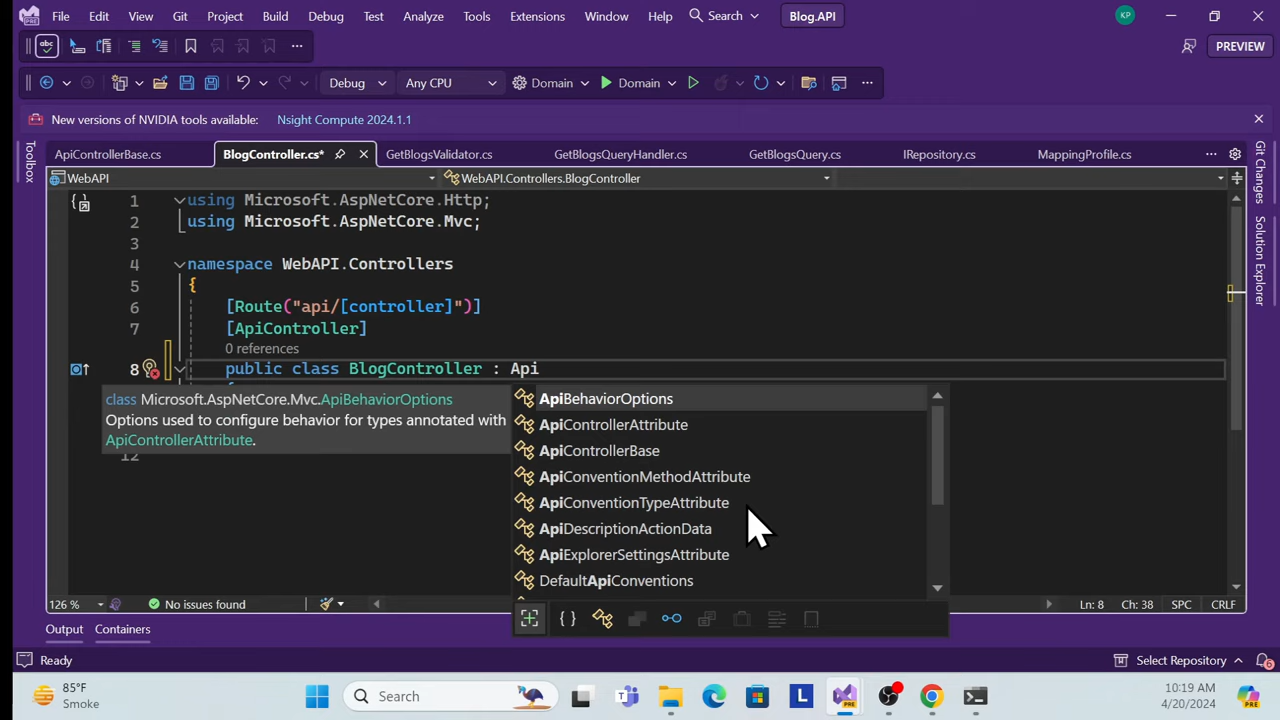 File Edit View Git Project Build Debug Test Analyze Tools Extensions Window Help Search Blog.API KP
abc PREVIEW
Debug Any CPU Domain Domain
New versions of NVIDIA tools available: Nsight Compute 2024.1.1
ApiControllerBase.cs BlogController.cs* GetBlogsValidator.cs GetBlogsQueryHandler.cs GetBlogsQuery.cs IRepository.cs MappingProfile.cs
WebAPI WebAPI.Controllers.BlogController
Toolbox
Git Changes
Solution Explorer
1 using Microsoft.AspNetCore.Http;
2 using Microsoft.AspNetCore.Mvc;
3
4 namespace WebAPI.Controllers
5 {
6 [Route("api/[controller]")]
7 [ApiController]
0 references
8 public class BlogController : Api
class Microsoft.AspNetCore.Mvc.ApiBehaviorOptions
Options used to configure behavior for types annotated with
ApiControllerAttribute.
12
ApiBehaviorOptions
ApiControllerAttribute
ApiControllerBase
ApiConventionMethodAttribute
ApiConventionTypeAttribute
ApiDescriptionActionData
ApiExplorerSettingsAttribute
DefaultApiConventions
126 % No issues found Ln: 8 Ch: 38 SPC CRLF
Output Containers
Ready Select Repository 6
85°F
Smoke
Search
L
PRE
PRE
10:19 AM
4/20/2024